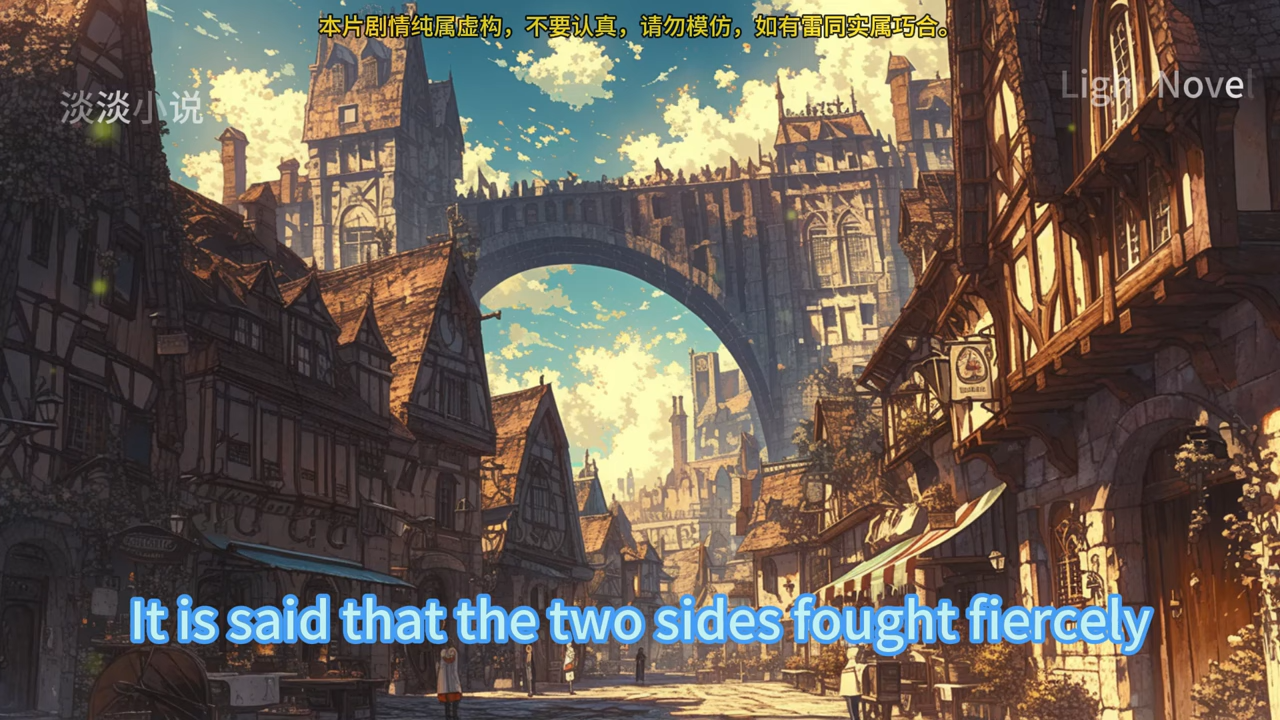 本片剧情纯属虚构，不要认真，请勿模仿，如有雷同实属巧合。
淡淡小说
Light Novel
It is said that the two sides fought fiercely